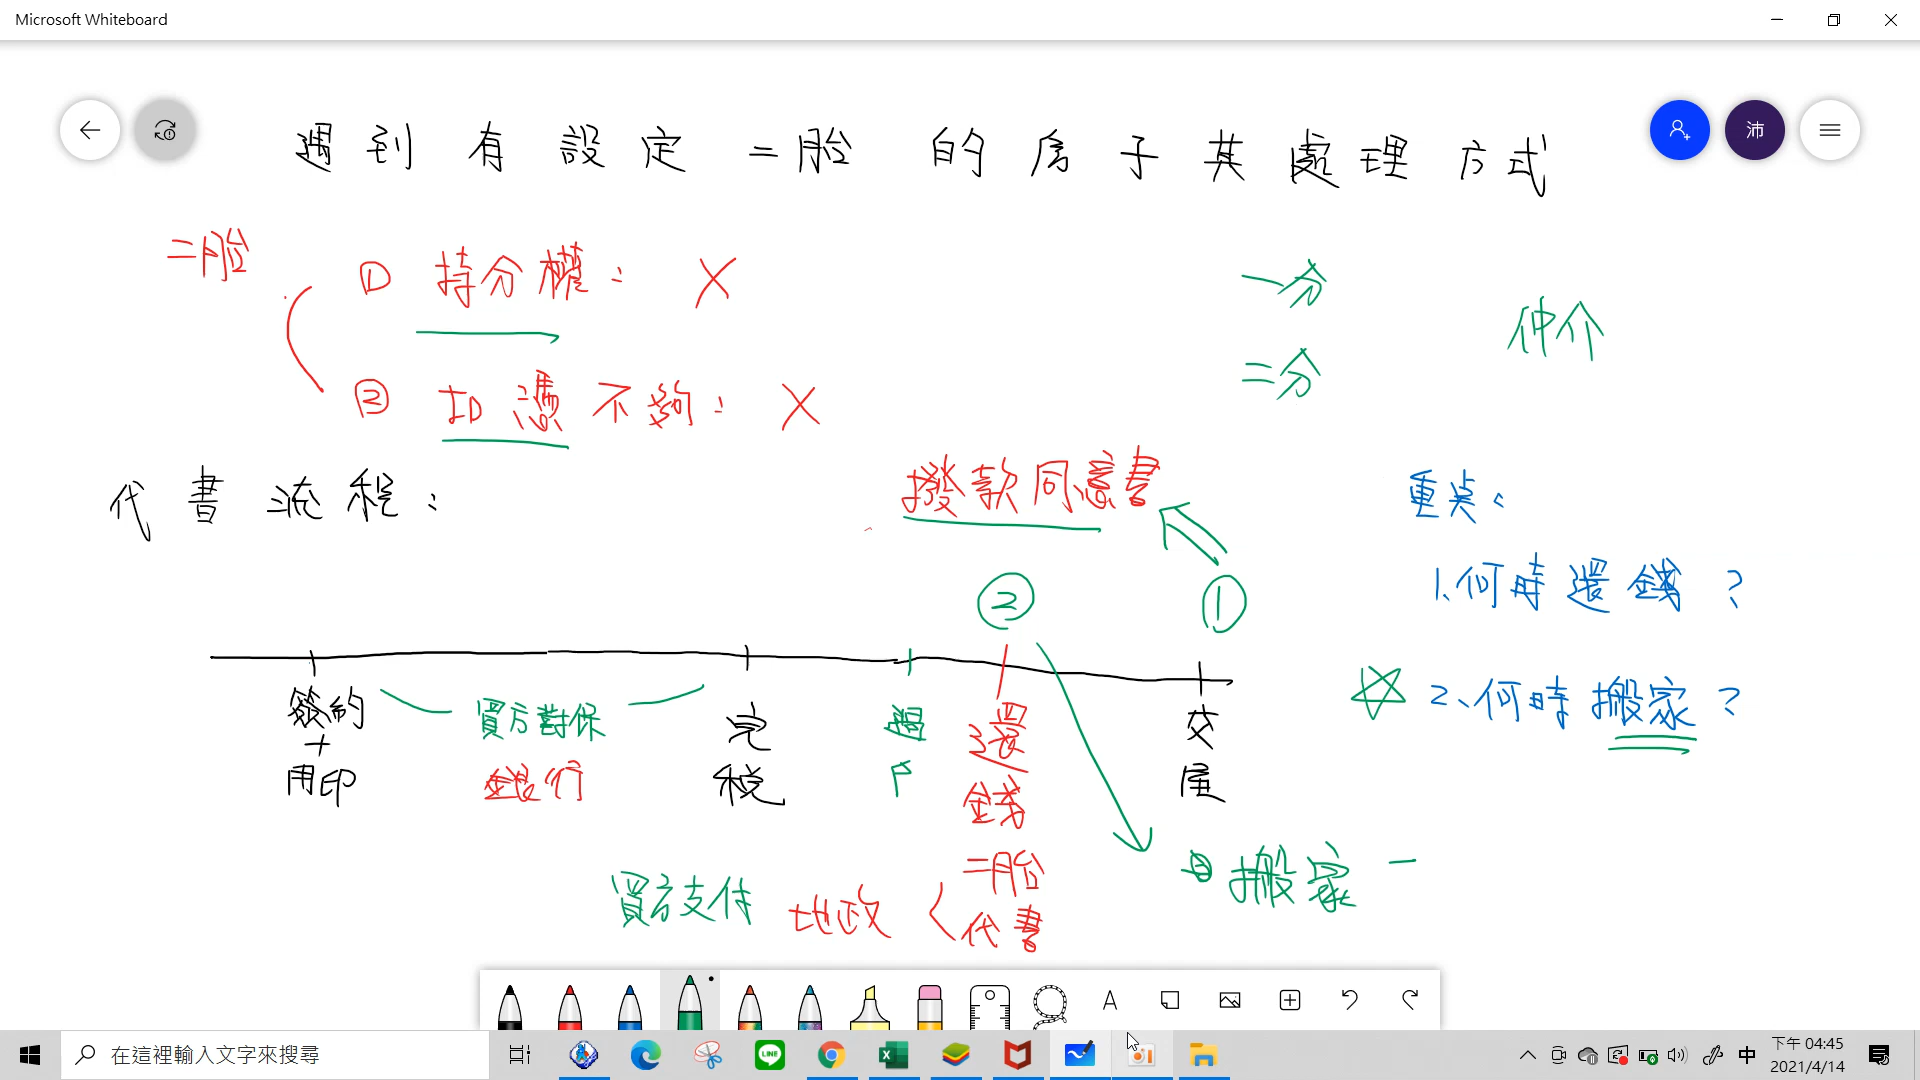 Microsoft Whiteboard
沛
遇到有設定二胎的房子其處理方式
二胎
① 持分權： X
② 扣憑不夠： X
一分
二分
仲介
代書流程：
撥款同意書
重點：
1、何時還錢？
2、何時搬家？
② ①
簽約
+
用印
買方對保
銀行
完稅
過戶
還錢
二胎
代書
交屋
買方支付
地政
搬家
A
在這裡輸入文字來搜尋
LINE
中
下午 04:45
2021/4/14